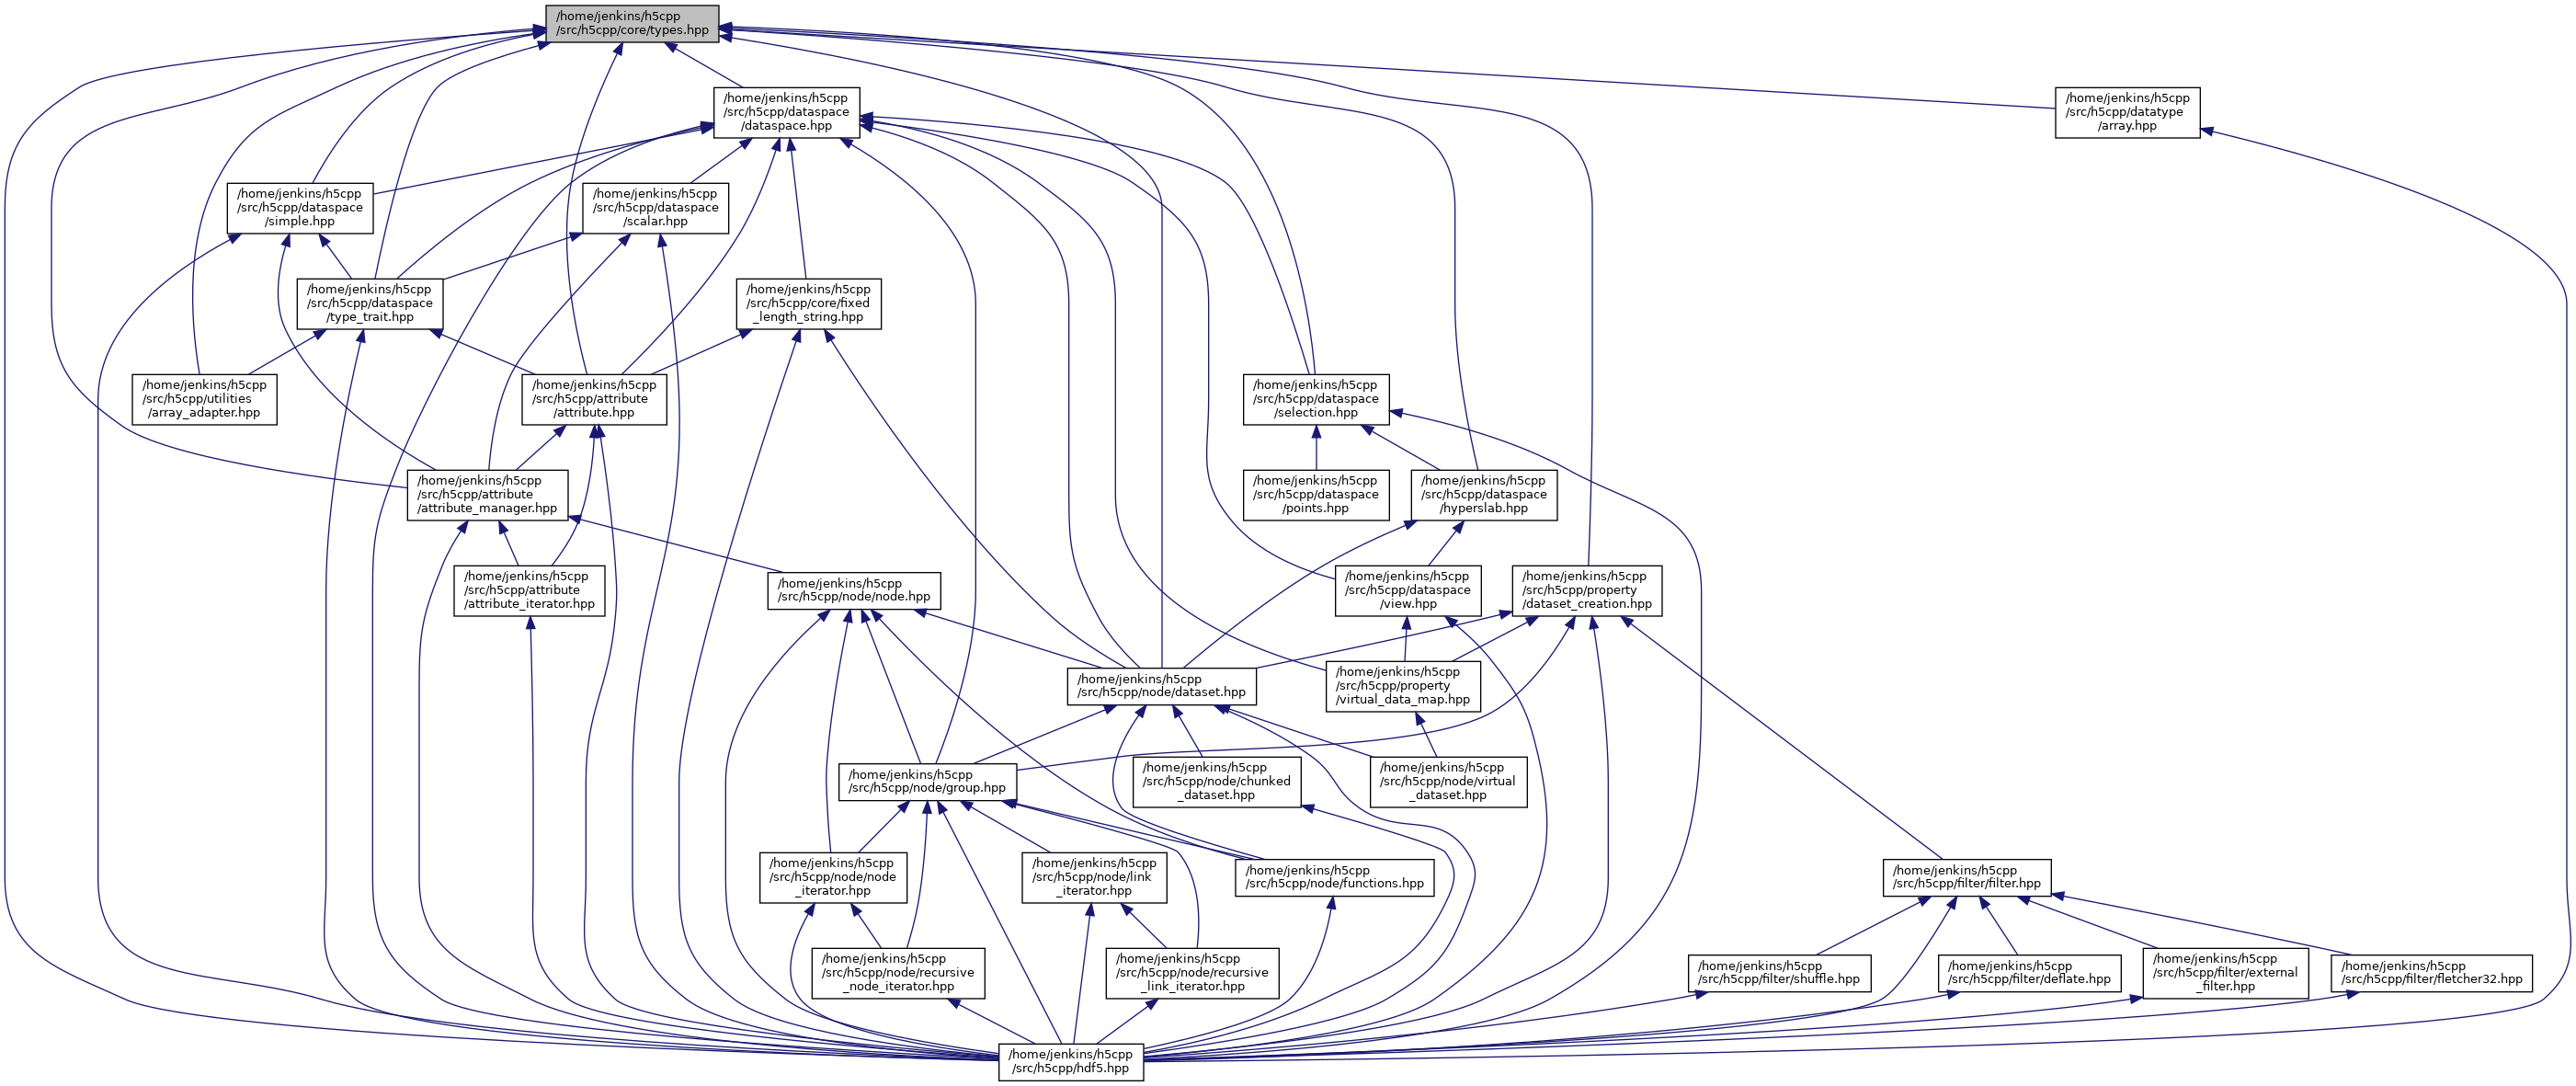 /home/jenkins/h5cpp
/src/h5cpp/core/types.hpp
/home/jenkins/h5cpp
/src/h5cpp/dataspace
/dataspace.hpp
/home/jenkins/h5cpp
/src/h5cpp/datatype
/array.hpp
/home/jenkins/h5cpp
/src/h5cpp/dataspace
/simple.hpp
/home/jenkins/h5cpp
/src/h5cpp/dataspace
/scalar.hpp
/home/jenkins/h5cpp
/src/h5cpp/dataspace
/type_trait.hpp
/home/jenkins/h5cpp
/src/h5cpp/core/fixed
_length_string.hpp
/home/jenkins/h5cpp
/src/h5cpp/utilities
/array_adapter.hpp
/home/jenkins/h5cpp
/src/h5cpp/attribute
/attribute.hpp
/home/jenkins/h5cpp
/src/h5cpp/dataspace
/selection.hpp
/home/jenkins/h5cpp
/src/h5cpp/attribute
/attribute_manager.hpp
/home/jenkins/h5cpp
/src/h5cpp/dataspace
/points.hpp
/home/jenkins/h5cpp
/src/h5cpp/dataspace
/hyperslab.hpp
/home/jenkins/h5cpp
/src/h5cpp/attribute
/attribute_iterator.hpp
/home/jenkins/h5cpp
/src/h5cpp/node/node.hpp
/home/jenkins/h5cpp
/src/h5cpp/dataspace
/view.hpp
/home/jenkins/h5cpp
/src/h5cpp/property
/dataset_creation.hpp
/home/jenkins/h5cpp
/src/h5cpp/node/dataset.hpp
/home/jenkins/h5cpp
/src/h5cpp/property
/virtual_data_map.hpp
/home/jenkins/h5cpp
/src/h5cpp/node/group.hpp
/home/jenkins/h5cpp
/src/h5cpp/node/chunked
_dataset.hpp
/home/jenkins/h5cpp
/src/h5cpp/node/virtual
_dataset.hpp
/home/jenkins/h5cpp
/src/h5cpp/node/node
_iterator.hpp
/home/jenkins/h5cpp
/src/h5cpp/node/link
_iterator.hpp
/home/jenkins/h5cpp
/src/h5cpp/node/functions.hpp
/home/jenkins/h5cpp
/src/h5cpp/filter/filter.hpp
/home/jenkins/h5cpp
/src/h5cpp/node/recursive
_node_iterator.hpp
/home/jenkins/h5cpp
/src/h5cpp/node/recursive
_link_iterator.hpp
/home/jenkins/h5cpp
/src/h5cpp/filter/shuffle.hpp
/home/jenkins/h5cpp
/src/h5cpp/filter/deflate.hpp
/home/jenkins/h5cpp
/src/h5cpp/filter/external
_filter.hpp
/home/jenkins/h5cpp
/src/h5cpp/filter/fletcher32.hpp
/home/jenkins/h5cpp
/src/h5cpp/hdf5.hpp